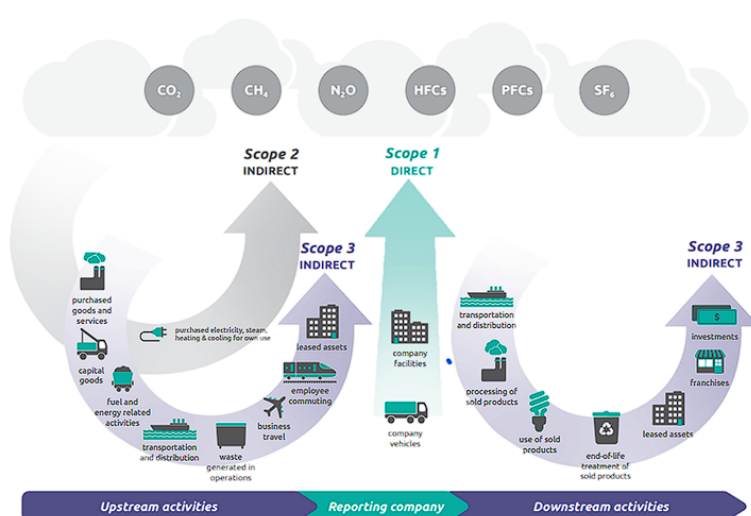 CO₂
CH₄
N₂O
HFCs
PFCs
SF₆
Scope 2
INDIRECT
Scope 1
DIRECT
Scope 3
INDIRECT
Scope 3
INDIRECT
purchased
goods and
services
capital
goods
fuel and
energy related
activities
transportation
and distribution
waste
generated in
operations
business
travel
employee
commuting
leased assets
purchased electricity, steam,
heating & cooling for own use
company
facilities
company
vehicles
transportation
and distribution
processing of
sold products
use of sold
products
end-of-life
treatment of
soid products
leased assets
franchises
$
investments
Upstream activities
Reporting company
Downstream activities